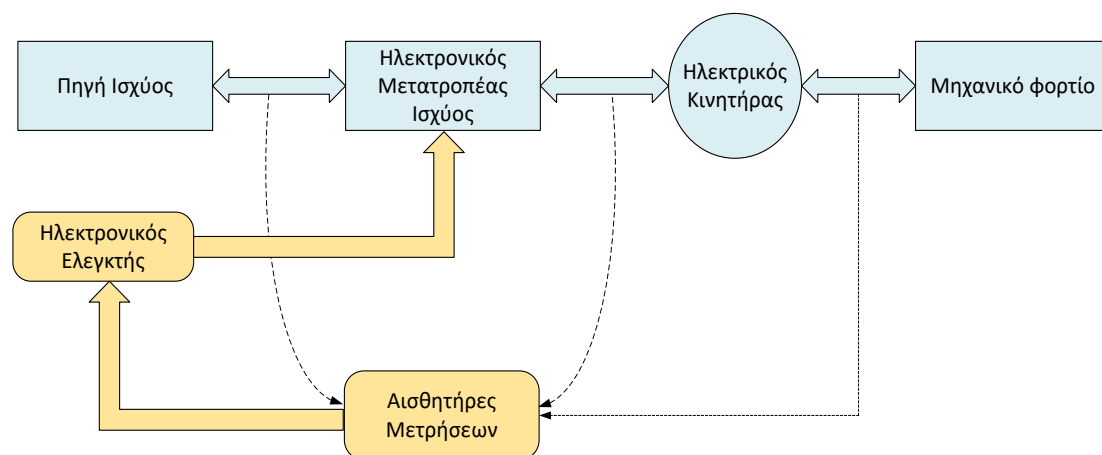 Πηγή Ισχύος
Ηλεκτρονικός
Μετατροπέας
Ισχύος
Ηλεκτρικός
Κινητήρας
Μηχανικό φορτίο
Ηλεκτρονικός
Ελεγκτής
Αισθητήρες
Μετρήσεων